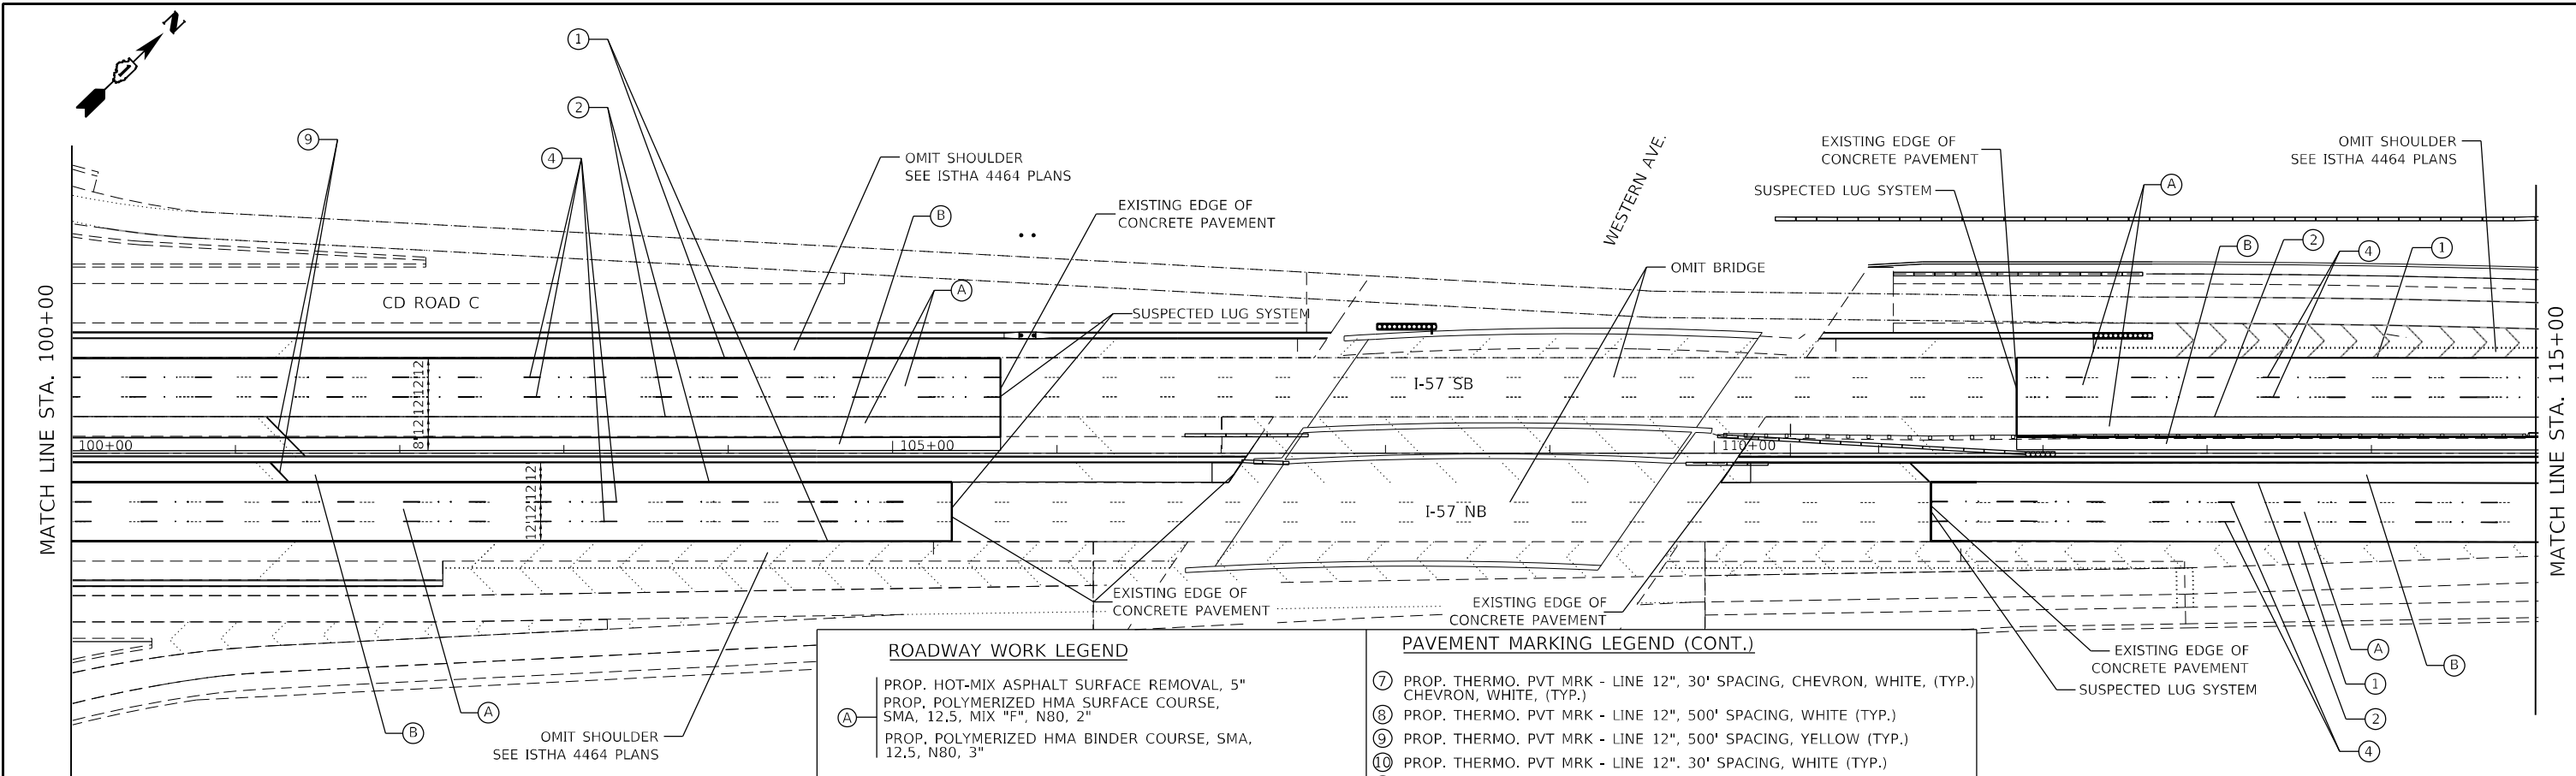 N
1
2
9
4
OMIT SHOULDER
SEE ISTHA 4464 PLANS
B
EXISTING EDGE OF
CONCRETE PAVEMENT
A
SUSPECTED LUG SYSTEM
CD ROAD C
WESTERN AVE.
OMIT BRIDGE
EXISTING EDGE OF
CONCRETE PAVEMENT
SUSPECTED LUG SYSTEM
A
B
2
4
1
OMIT SHOULDER
SEE ISTHA 4464 PLANS
MATCH LINE STA. 100+00
MATCH LINE STA. 115+00
8'12'12'12'12'
12'12'12'12'
100+00
105+00
110+00
I-57 SB
I-57 NB
EXISTING EDGE OF
CONCRETE PAVEMENT
EXISTING EDGE OF
CONCRETE PAVEMENT
EXISTING EDGE OF
CONCRETE PAVEMENT
SUSPECTED LUG SYSTEM
A
B
1
2
4
A
B
OMIT SHOULDER
SEE ISTHA 4464 PLANS
ROADWAY WORK LEGEND
A
PROP. HOT-MIX ASPHALT SURFACE REMOVAL, 5"
PROP. POLYMERIZED HMA SURFACE COURSE,
SMA, 12.5, MIX "F", N80, 2"
PROP. POLYMERIZED HMA BINDER COURSE, SMA,
12.5, N80, 3"
PAVEMENT MARKING LEGEND (CONT.)
7 PROP. THERMO. PVT MRK - LINE 12", 30' SPACING, CHEVRON, WHITE, (TYP.)
CHEVRON, WHITE, (TYP.)
8 PROP. THERMO. PVT MRK - LINE 12", 500' SPACING, WHITE (TYP.)
9 PROP. THERMO. PVT MRK - LINE 12", 500' SPACING, YELLOW (TYP.)
10 PROP. THERMO. PVT MRK - LINE 12". 30' SPACING, WHITE (TYP.)